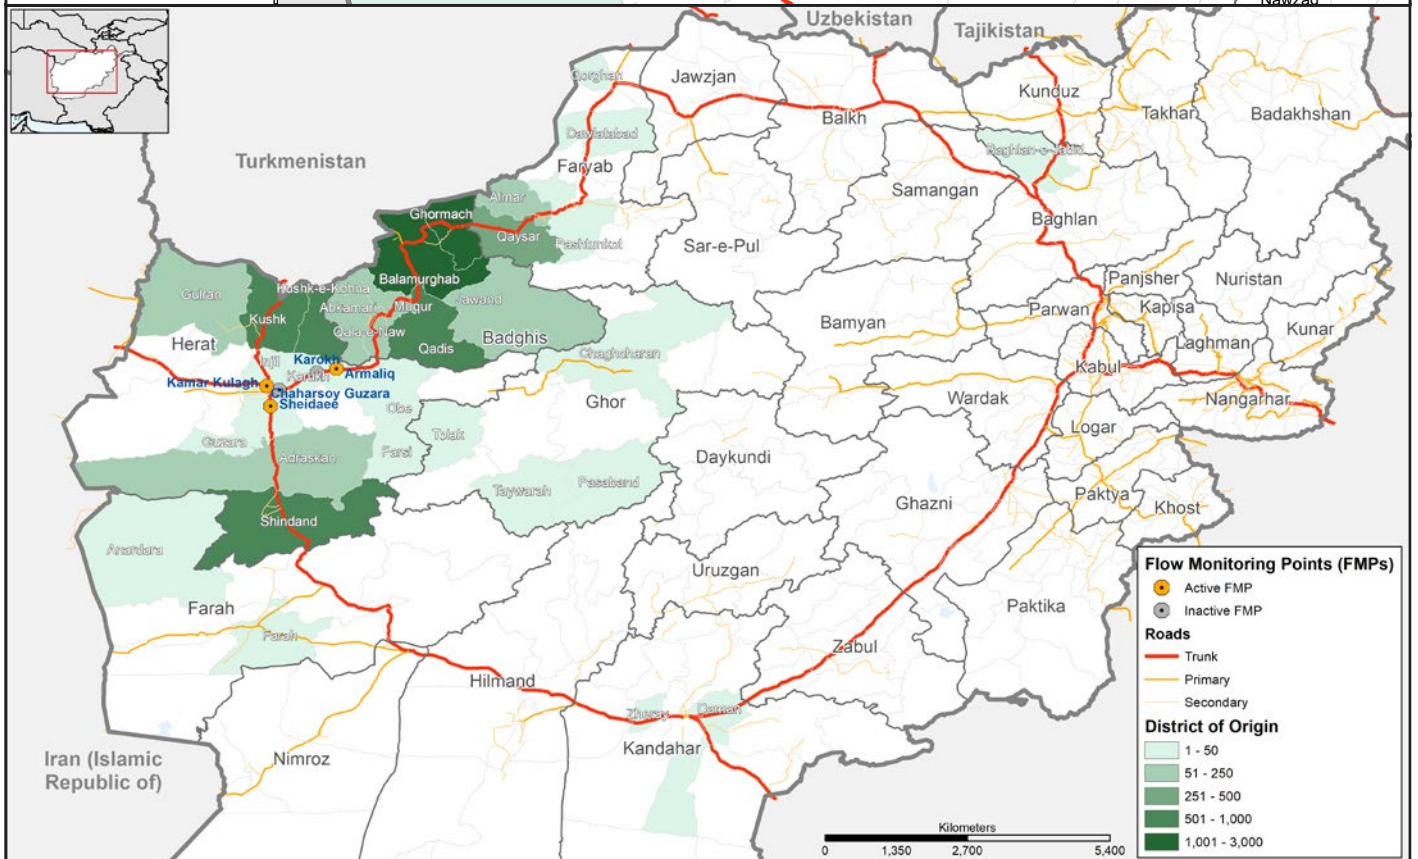 Nawzad
Uzbekistan
Tajikistan
Turkmenistan
Qorghan
Jawzjan
Kunduz
Takhar
Badakhshan
Balkh
Dawlatabad
Baghlan-e-Jadid
Faryab
Almar
Samangan
Ghormach
Baghlan
Qaysar
Pashtunkot
Sar-e-Pul
Balamurghab
Panjsher
Nuristan
Kushk-e-Kohna
Gulran
Jawand
Abkamari
Muqur
Parwan
Kapisa
Kushk
Bamyan
Kunar
Qala-e-Naw
Badghis
Herat
Qadis
Laghman
Chaghcharan
Injil
Karokh
Karukh
Armaliq
Kabul
Kamar Kulagh
Chaharsoy Guzara
Sheidaee
Obe
Ghor
Wardak
Nangarhar
Tolak
Logar
Guzara
Farsi
Adraskan
Daykundi
Pasaband
Taywarah
Ghazni
Paktya
Khost
Shindand
Anardara
Uruzgan
Paktika
Farah
Farah
Zabul
Hilmand
Zheray
Daman
Kandahar
Nimroz
Iran (Islamic
Republic of)
Flow Monitoring Points (FMPs)
Active FMP
Inactive FMP
Roads
Trunk
Primary
Secondary
District of Origin
1 - 50
51 - 250
251 - 500
501 - 1,000
1,001 - 3,000
Kilometers
0 1,350 2,700 5,400